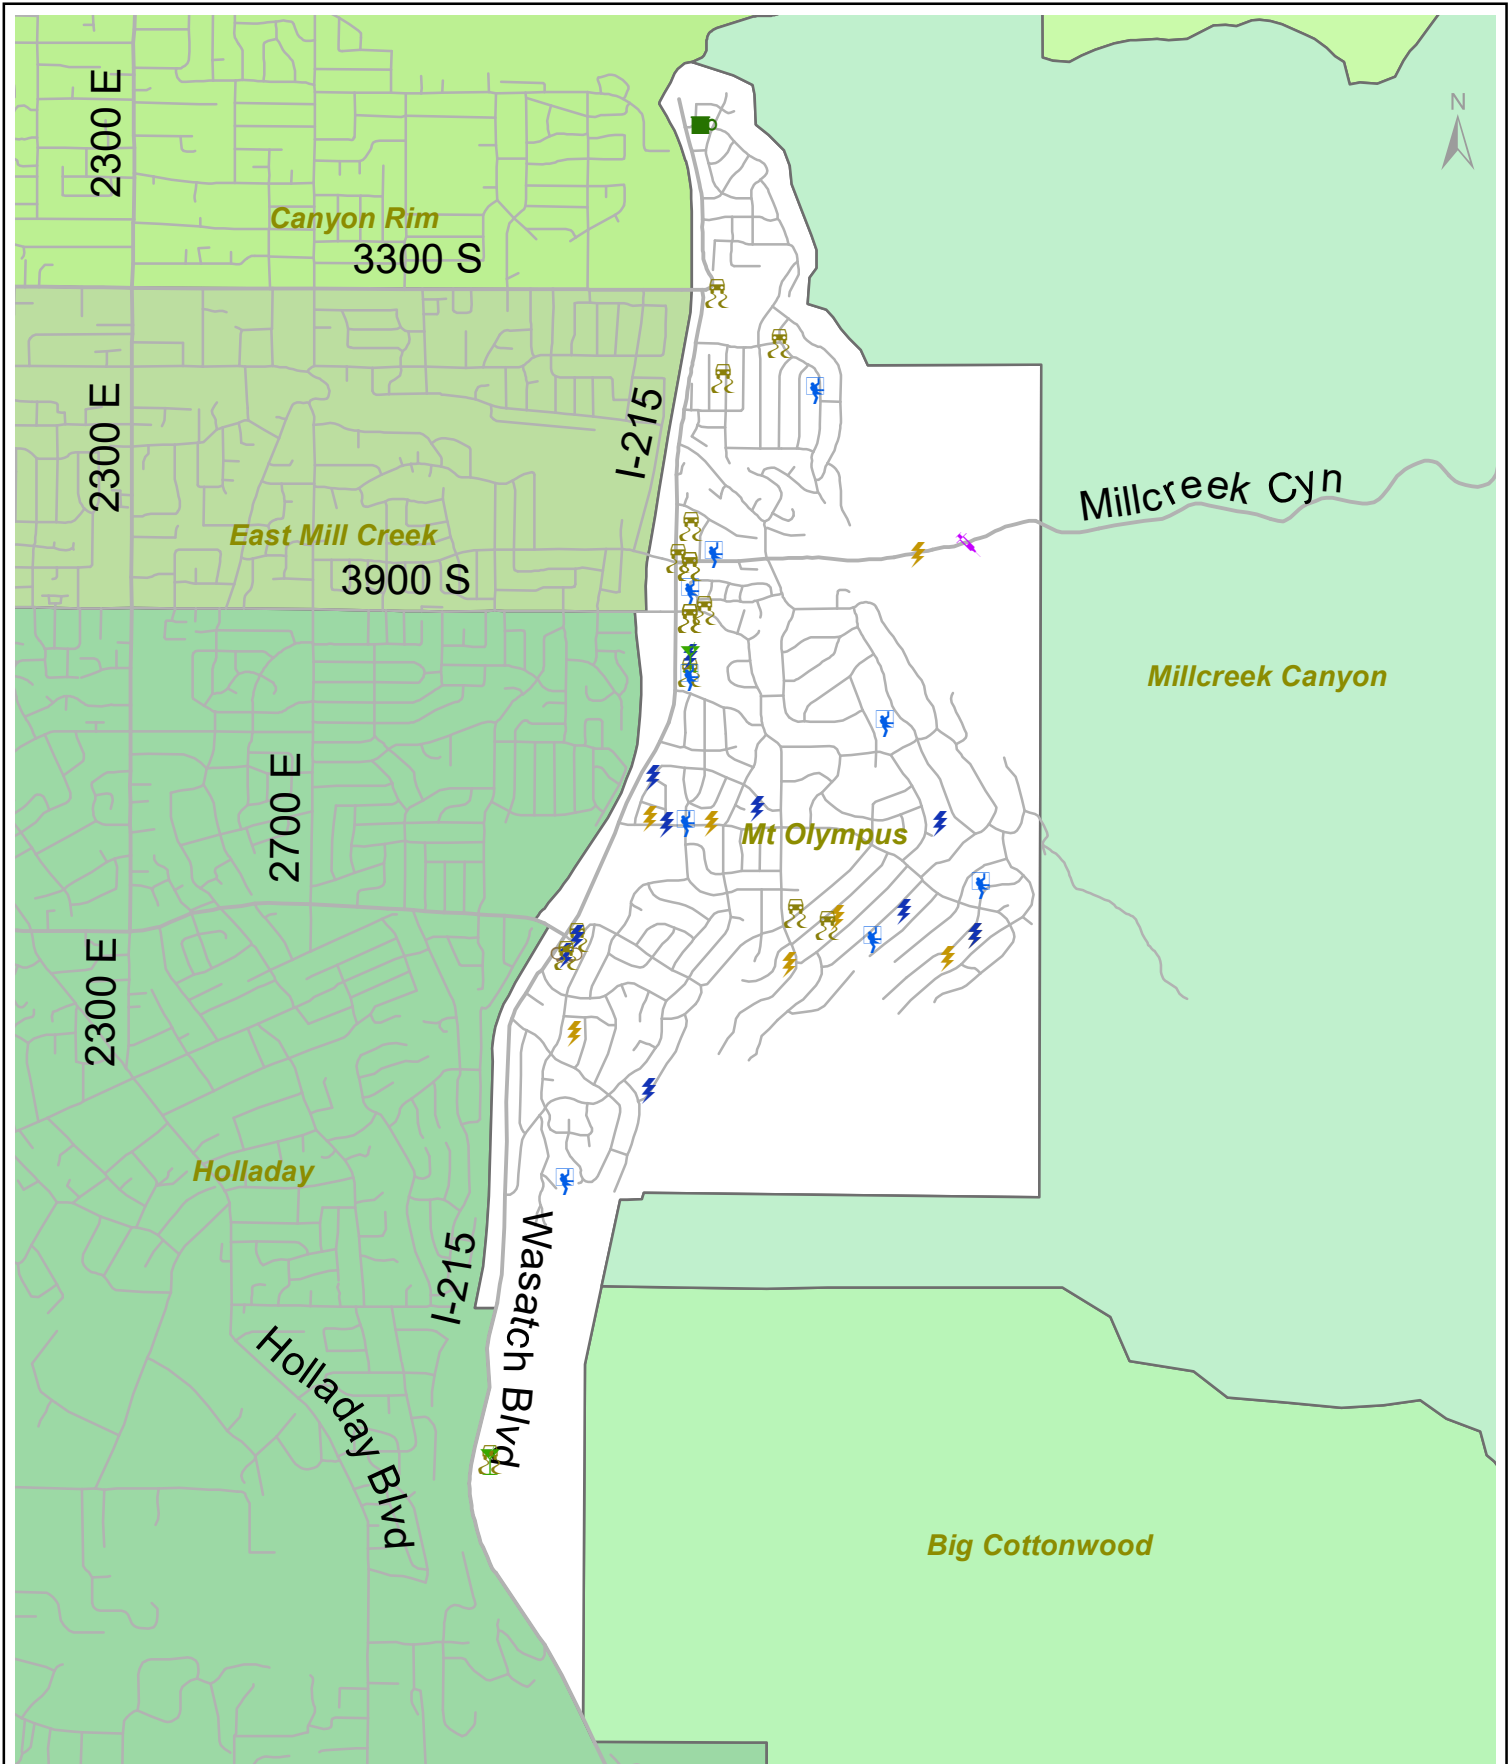 N
2300 E
Canyon Rim
3300 S
2300 E
I-215
Millcreek Cyn
East Mill Creek
3900 S
Millcreek Canyon
2700 E
Mt Olympus
2300 E
Holladay
I-215
Wasatch Blvd
Holladay Blvd
Big Cottonwood